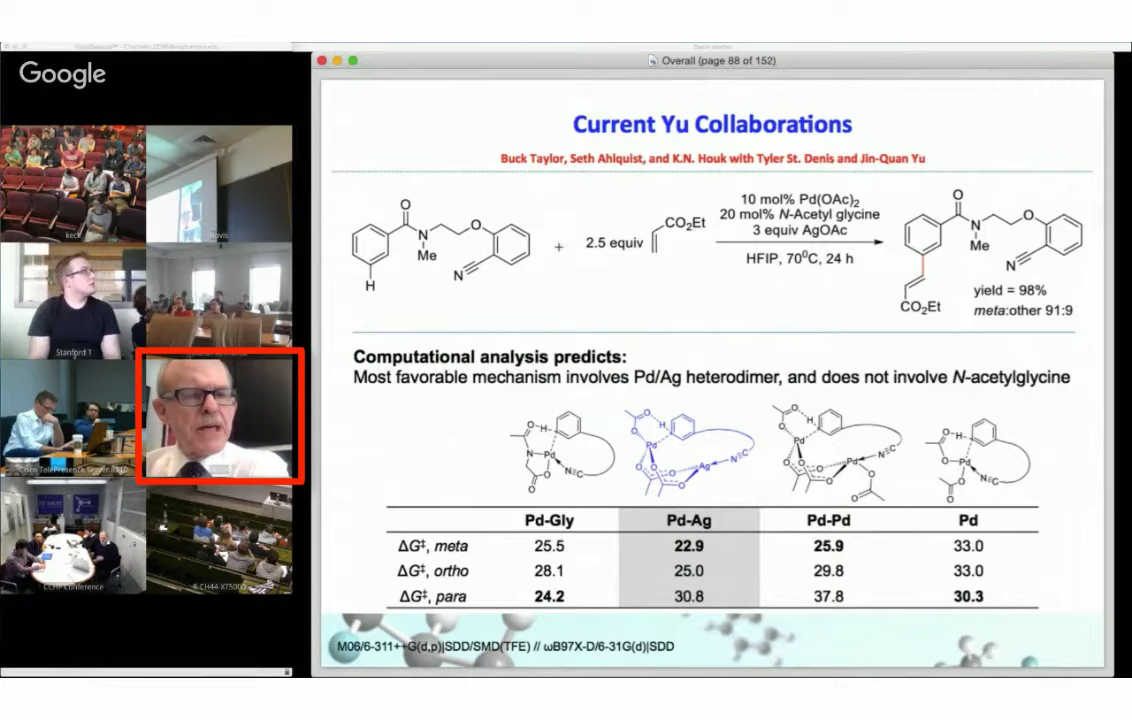 Overall (page 88 of 152)
Google
Current Yu Collaborations
Buck Taylor, Seth Ahlquist, and K.N. Houk with Tyler St. Denis and Jin-Quan Yu
O
N
Me
O
N
H
+
2.5 equiv
CO2Et
10 mol% Pd(OAc)2
20 mol% N-Acetyl glycine
3 equiv AgOAc
HFIP, 70⁰C, 24 h
O
N
Me
O
N
CO2Et
yield = 98%
meta:other 91:9
Computational analysis predicts:
Most favorable mechanism involves Pd/Ag heterodimer, and does not involve N-acetylglycine
O H N Pd O N≡C O
O H O Pd O O O O Ag N≡C
O H O Pd O O O O Pd N≡C O O
O H O Pd O N≡C O
Pd-Gly Pd-Ag Pd-Pd Pd
ΔG‡, meta 25.5 22.9 25.9 33.0
ΔG‡, ortho 28.1 25.0 29.8 33.0
ΔG‡, para 24.2 30.8 37.8 30.3
M06/6-311++G(d,p)|SDD/SMD(TFE) // ωB97X-D/6-31G(d)|SDD
keck
Davis
Stanford 1
CCHF Conference
R-CH44-XT5000